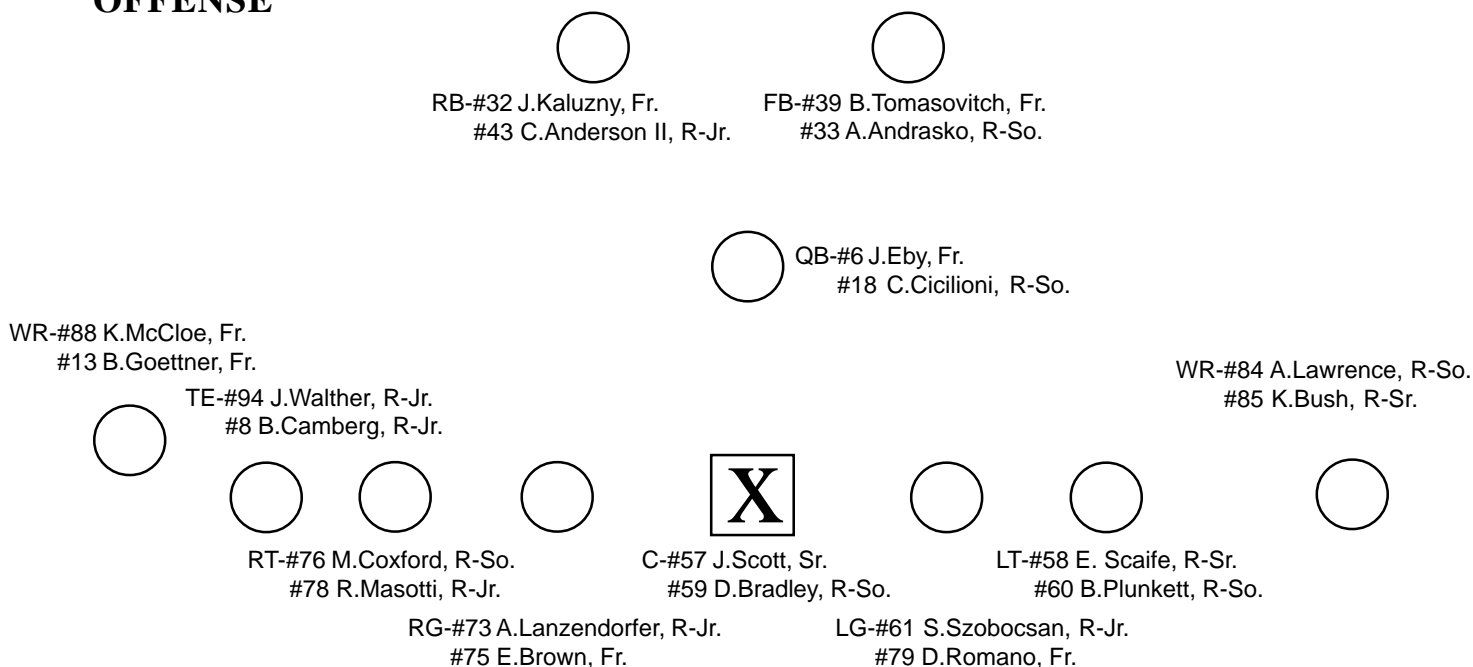 OFFENSE
RB-#32 J.Kaluzny, Fr.
#43 C.Anderson II, R-Jr.
FB-#39 B.Tomasovitch, Fr.
#33 A.Andrasko, R-So.
QB-#6 J.Eby, Fr.
#18 C.Cicilioni, R-So.
WR-#88 K.McCloe, Fr.
#13 B.Goettner, Fr.
TE-#94 J.Walther, R-Jr.
#8 B.Camberg, R-Jr.
WR-#84 A.Lawrence, R-So.
#85 K.Bush, R-Sr.
X
RT-#76 M.Coxford, R-So.
#78 R.Masotti, R-Jr.
C-#57 J.Scott, Sr.
#59 D.Bradley, R-So.
LT-#58 E. Scaife, R-Sr.
#60 B.Plunkett, R-So.
RG-#73 A.Lanzendorfer, R-Jr.
#75 E.Brown, Fr.
LG-#61 S.Szobocsan, R-Jr.
#79 D.Romano, Fr.